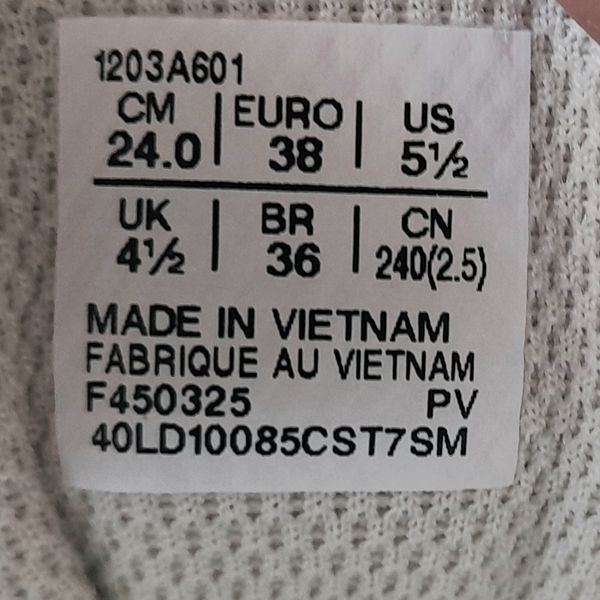 1203A601
CM | EURO | US
24.0 | 38 | 5½
UK | BR | CN
4½ | 36 | 240(2.5)
MADE IN VIETNAM
FABRIQUE AU VIETNAM
F450325 PV
40LD10085CST7SM